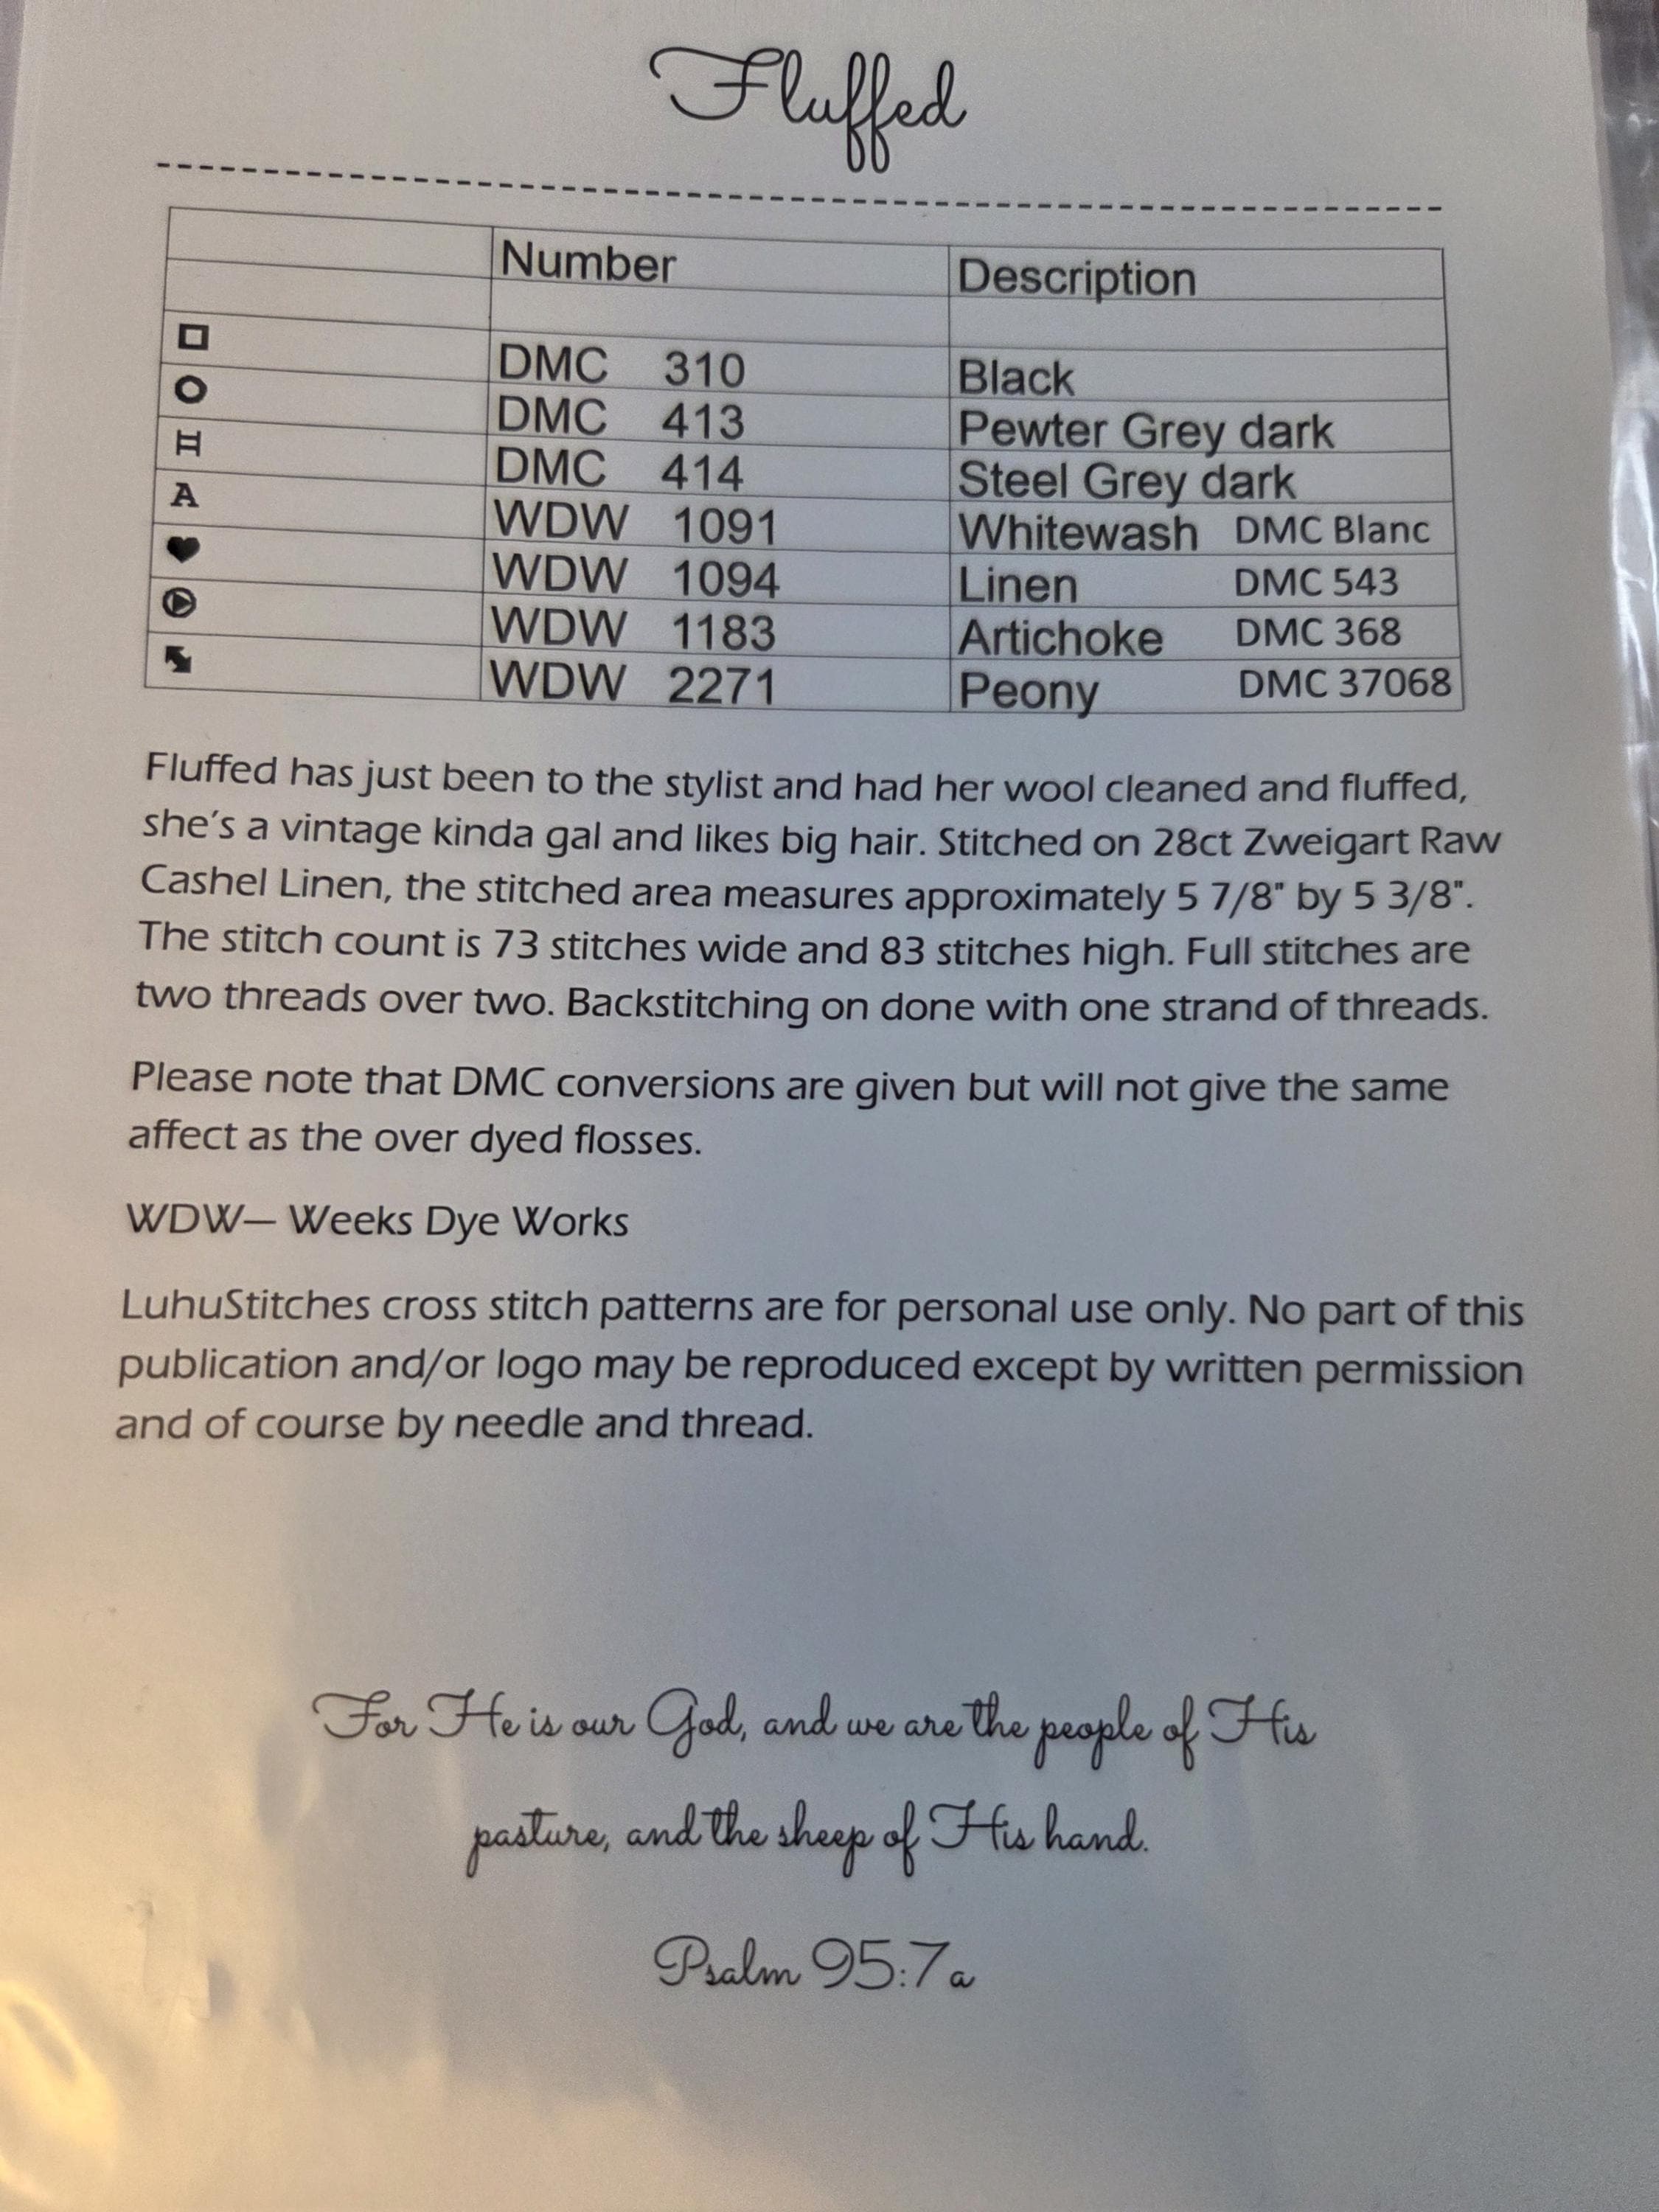 Fluffed
Number Description
DMC 310 Black
DMC 413 Pewter Grey dark
DMC 414 Steel Grey dark
A WDW 1091 Whitewash DMC Blanc
WDW 1094 Linen DMC 543
WDW 1183 Artichoke DMC 368
WDW 2271 Peony DMC 37068
Fluffed has just been to the stylist and had her wool cleaned and fluffed,
she's a vintage kinda gal and likes big hair. Stitched on 28ct Zweigart Raw
Cashel Linen, the stitched area measures approximately 5 7/8" by 5 3/8".
The stitch count is 73 stitches wide and 83 stitches high. Full stitches are
two threads over two. Backstitching on done with one strand of threads.
Please note that DMC conversions are given but will not give the same
affect as the over dyed flosses.
WDW— Weeks Dye Works
LuhuStitches cross stitch patterns are for personal use only. No part of this
publication and/or logo may be reproduced except by written permission
and of course by needle and thread.
For He is our God, and we are the people of His
pasture, and the sheep of His hand.
Psalm 95:7a